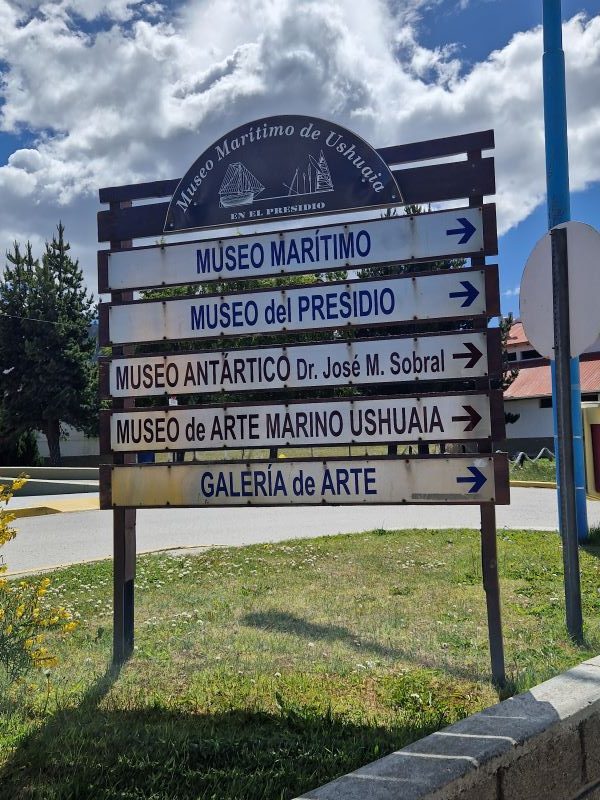 Museo Marítimo de Ushuaia
EN EL PRESIDIO
MUSEO MARÍTIMO
MUSEO del PRESIDIO
MUSEO ANTÁRTICO Dr. José M. Sobral
MUSEO de ARTE MARINO USHUAIA
GALERÍA de ARTE